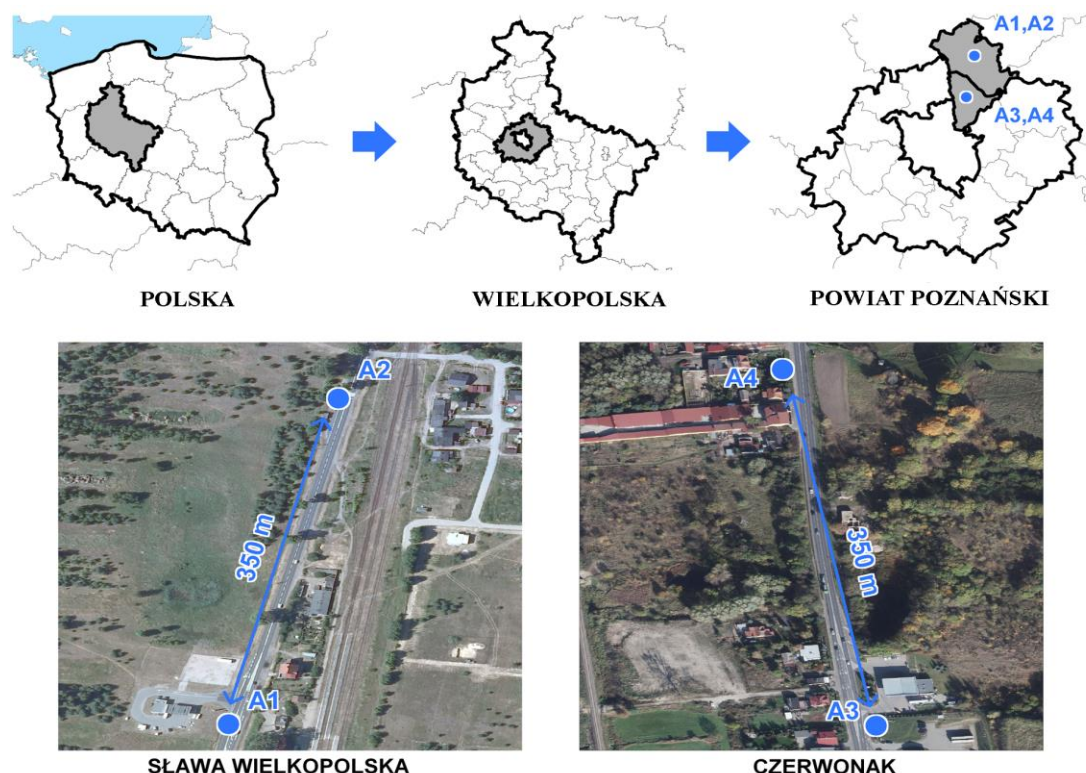 A1,A2
A3,A4
POLSKA
WIELKOPOLSKA
POWIAT POZNAŃSKI
A2
350 m
A1
A4
350 m
A3
SŁAWA WIELKOPOLSKA
CZERWONAK